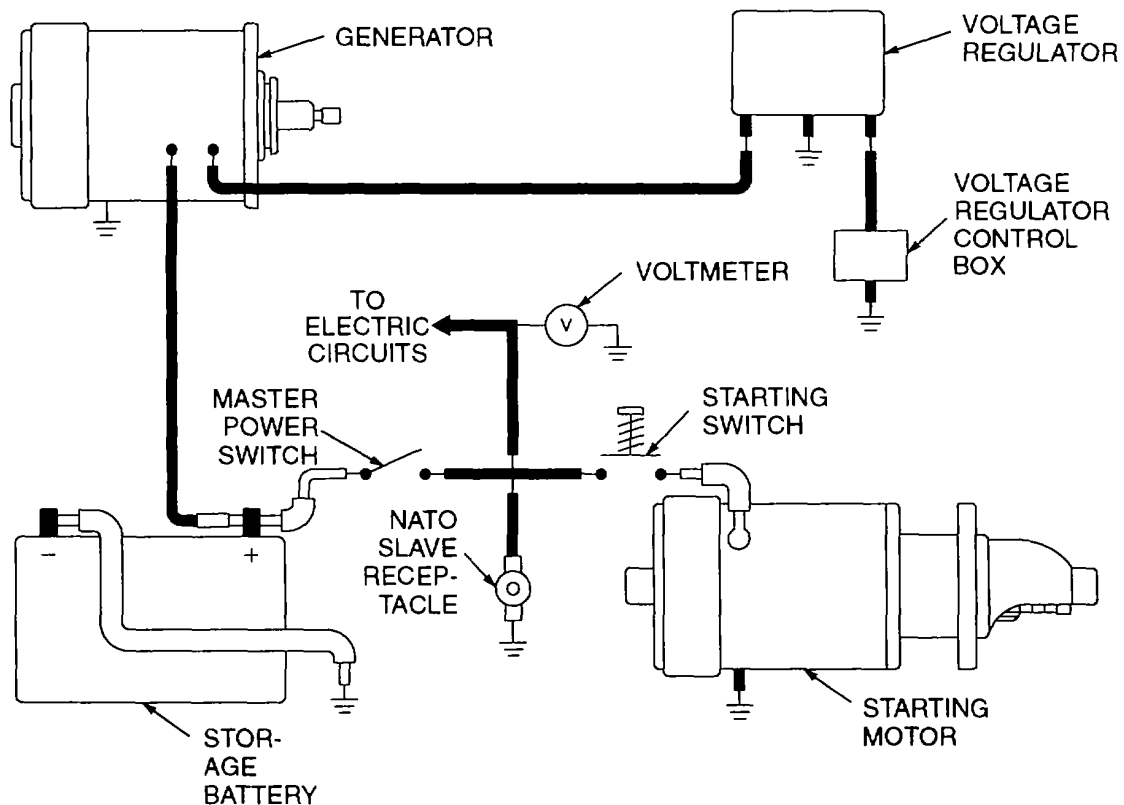 GENERATOR
VOLTAGE
REGULATOR
VOLTAGE
REGULATOR
CONTROL
BOX
VOLTMETER
V
TO
ELECTRIC
CIRCUITS
MASTER
POWER
SWITCH
STARTING
SWITCH
NATO
SLAVE
RECEP-
TACLE
−
+
STARTING
MOTOR
STOR-
AGE
BATTERY